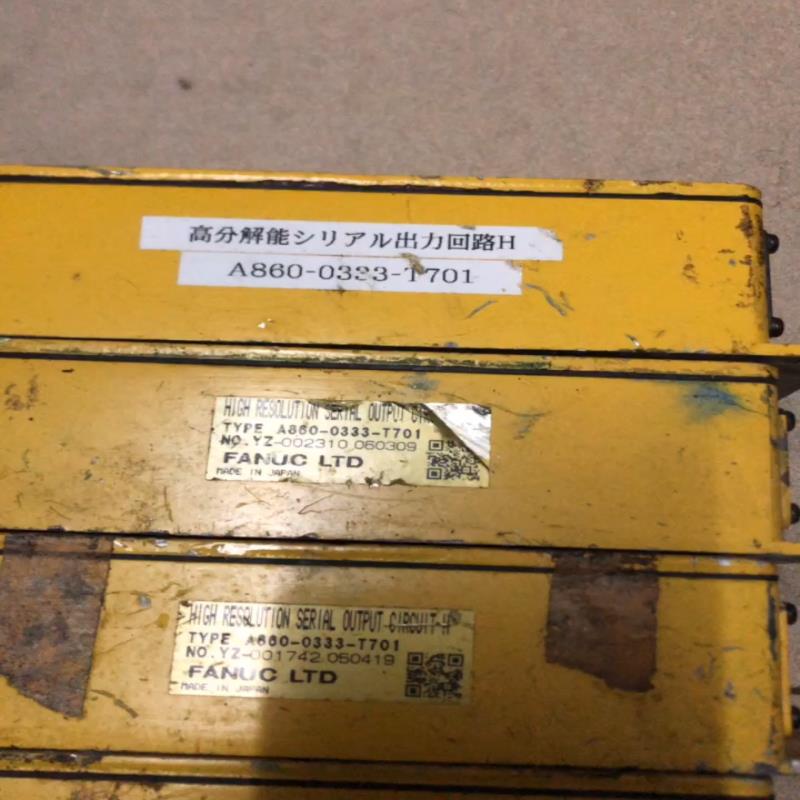 高分解能シリアル出力回路H
A860-0333-T701
HIGH RESOLUTION SERIAL OUTPUT
TYPE A860-0333-T701
NO.YZ-002310 060309
FANUC LTD
MADE IN JAPAN
HIGH RESOLUTION SERIAL OUTPUT CIRCUIT-H
TYPE A860-0333-T701
NO.YZ-001742 050419
FANUC LTD
MADE IN JAPAN